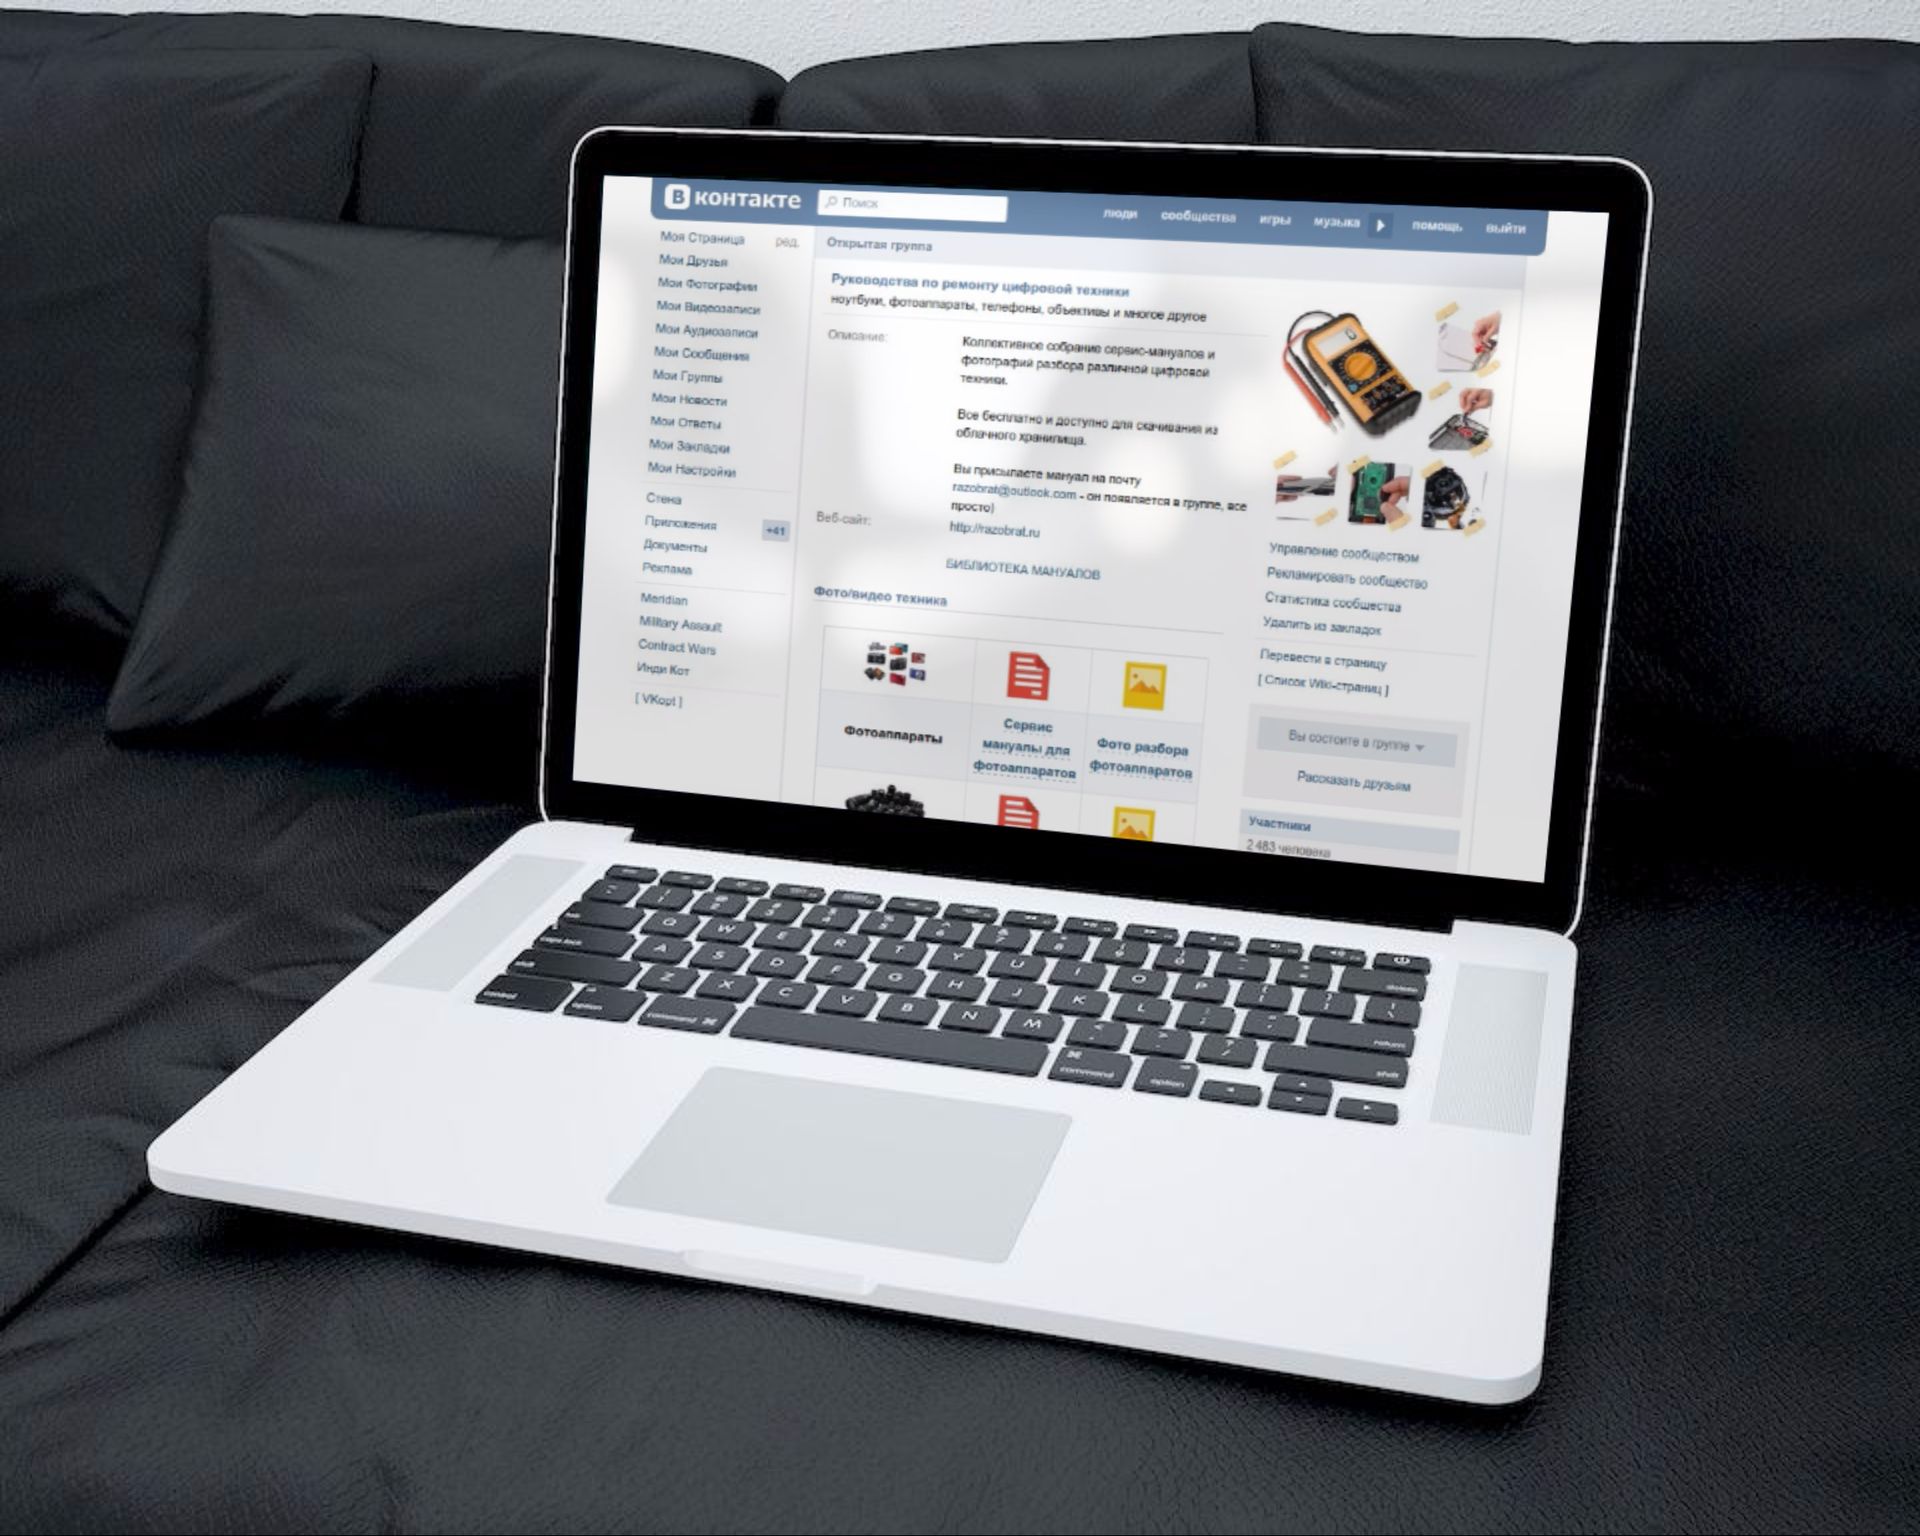 В контакте
Поиск
люди сообщества игры музыка помощь выйти
Моя Страница ред.
Мои Друзья
Мои Фотографии
Мои Видеозаписи
Мои Аудиозаписи
Мои Сообщения
Мои Группы
Мои Новости
Мои Ответы
Мои Закладки
Мои Настройки
Стена
Приложения +41
Документы
Реклама
Meridian
Military Assault
Contract Wars
Инди Кот
[ VKopt ]
Открытая группа
Руководства по ремонту цифровой техники
ноутбуки, фотоаппараты, телефоны, объективы и многое другое
Описание:
Коллективное собрание сервис-мануалов и
фотографий разбора различной цифровой
техники.
Все бесплатно и доступно для скачивания из
облачного хранилища.
Вы присылаете мануал на почту
razobrat@outlook.com - он появляется в группе, все
просто)
Веб-сайт: http://razobrat.ru
БИБЛИОТЕКА МАНУАЛОВ
Фото/видео техника
Фотоаппараты
Сервис
мануалы для
фотоаппаратов
Фото разбора
фотоаппаратов
Управление сообществом
Рекламировать сообщество
Статистика сообщества
Удалить из закладок
Перевести в страницу
[ Список Wiki-страниц ]
Вы состоите в группе
Рассказать друзьям
Участники
2 483 человека
Q W E R T Y U I O P
caps lock A S D F G H J K L return
shift Z X C V B N M shift
control option command command option
delete